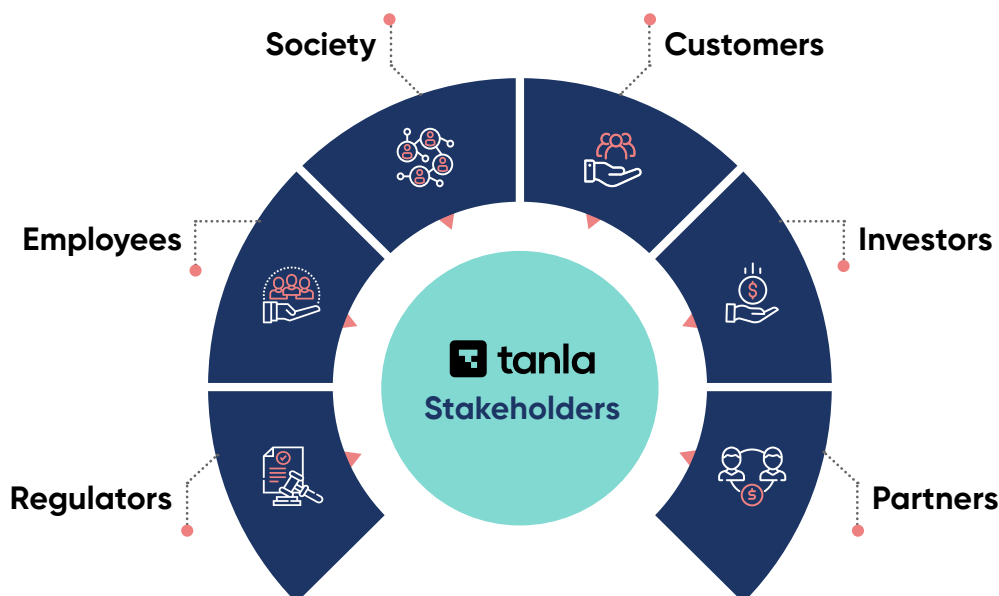 Society
Customers
Employees
Investors
tanla
Stakeholders
Regulators
Partners